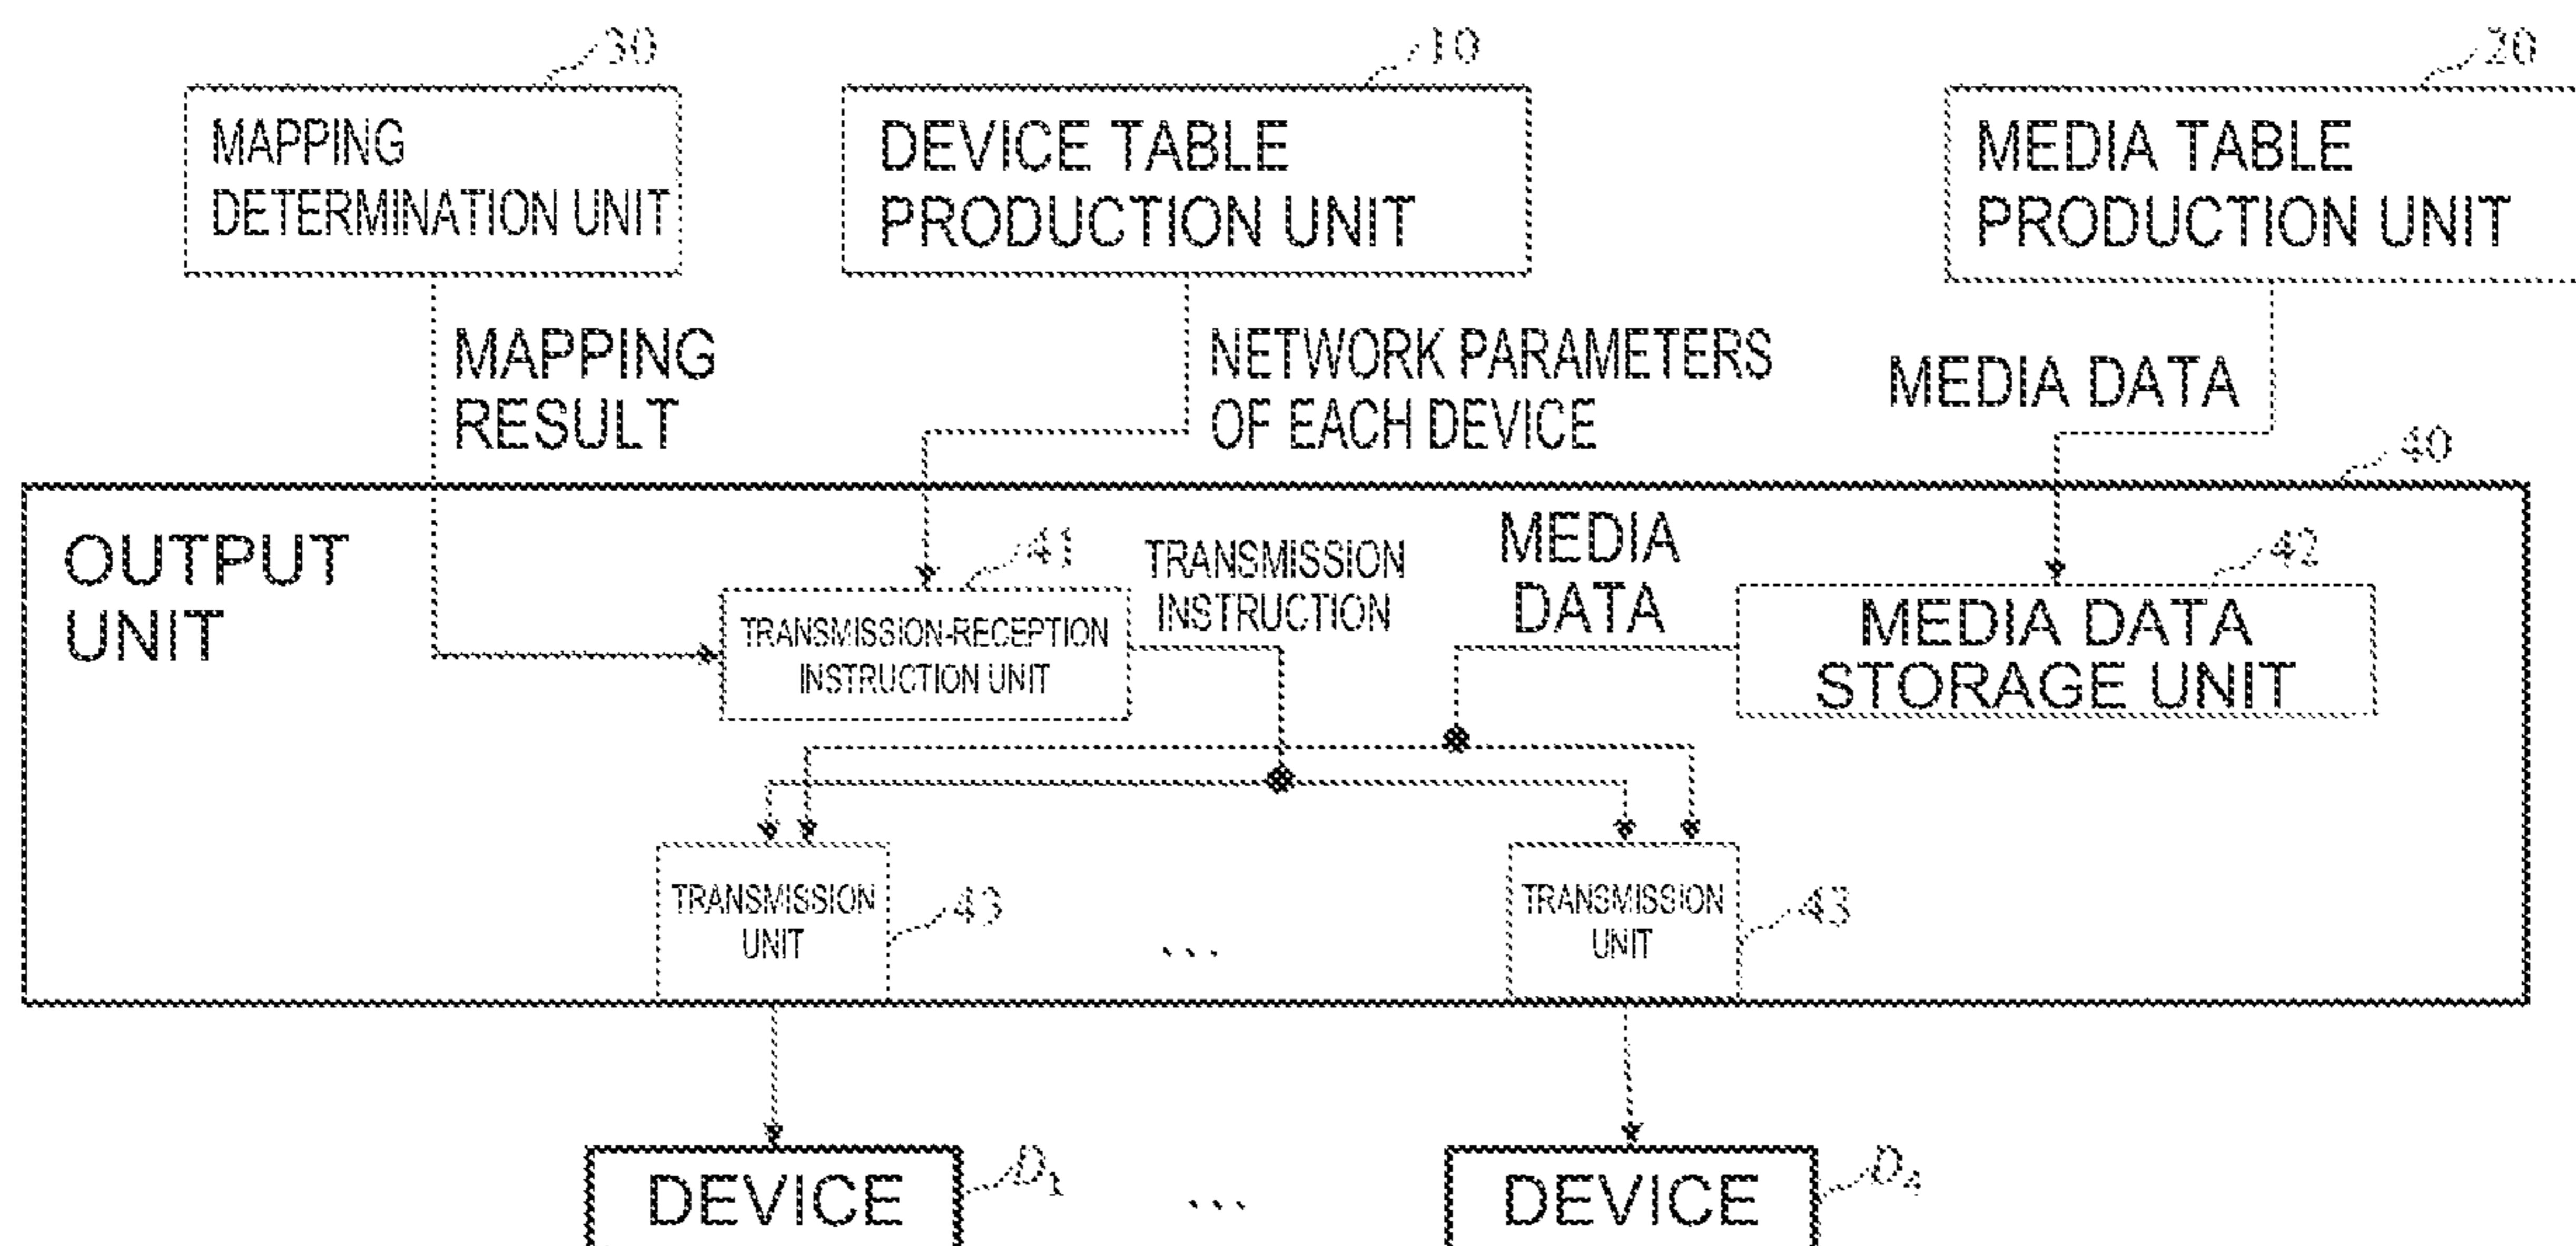 30
10
20
MAPPING
DETERMINATION UNIT
DEVICE TABLE
PRODUCTION UNIT
MEDIA TABLE
PRODUCTION UNIT
MAPPING
RESULT
NETWORK PARAMETERS
OF EACH DEVICE
MEDIA DATA
40
OUTPUT
UNIT
41
TRANSMISSION-RECEPTION
INSTRUCTION UNIT
TRANSMISSION
INSTRUCTION
MEDIA
DATA
42
MEDIA DATA
STORAGE UNIT
TRANSMISSION
UNIT
43
...
TRANSMISSION
UNIT
43
DEVICE
D1
...
DEVICE
D4